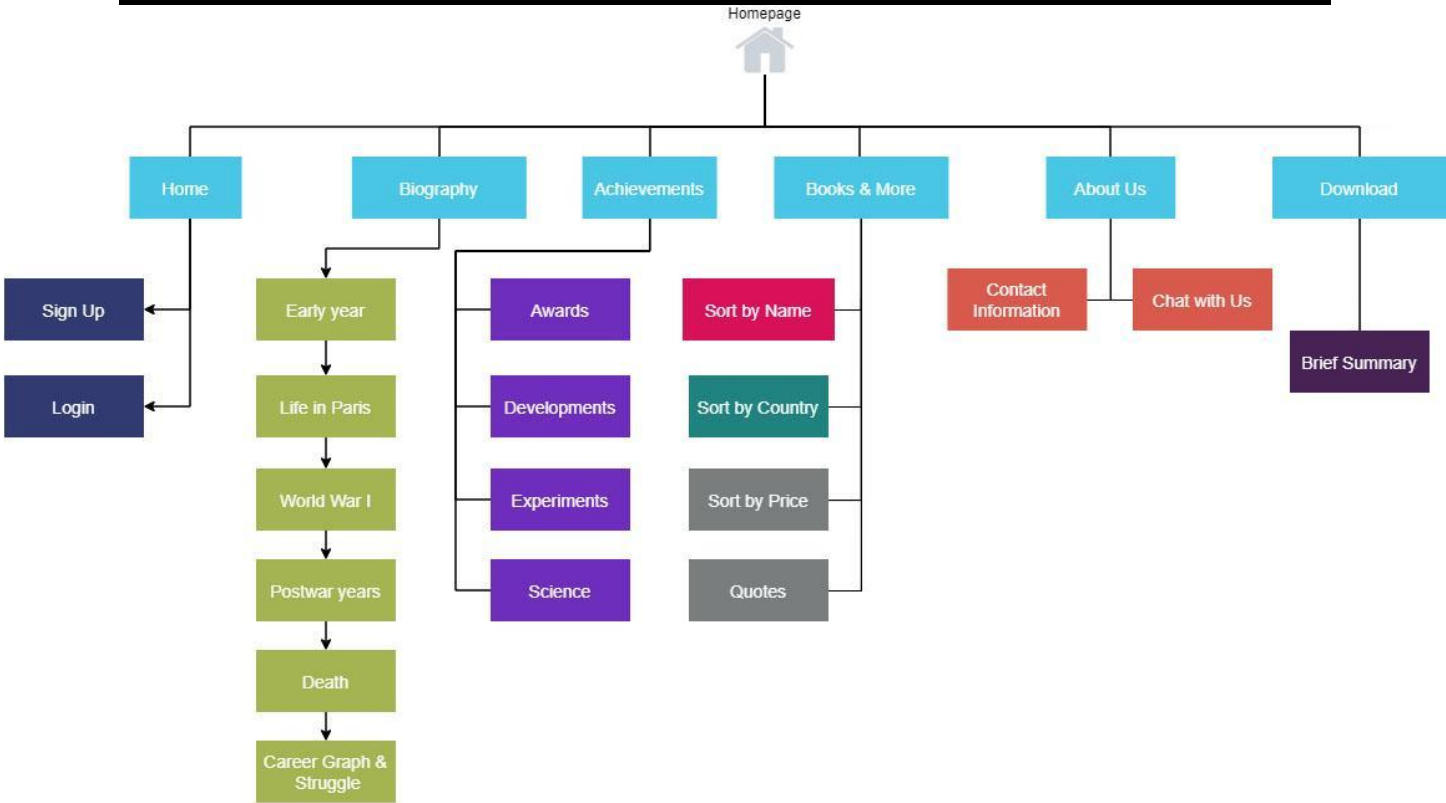 Homepage
Home
Biography
Achievements
Books & More
About Us
Download
Sign Up
Login
Early year
Life in Paris
World War I
Postwar years
Death
Career Graph &
Struggle
Awards
Developments
Experiments
Science
Sort by Name
Sort by Country
Sort by Price
Quotes
Contact
Information
Chat with Us
Brief Summary